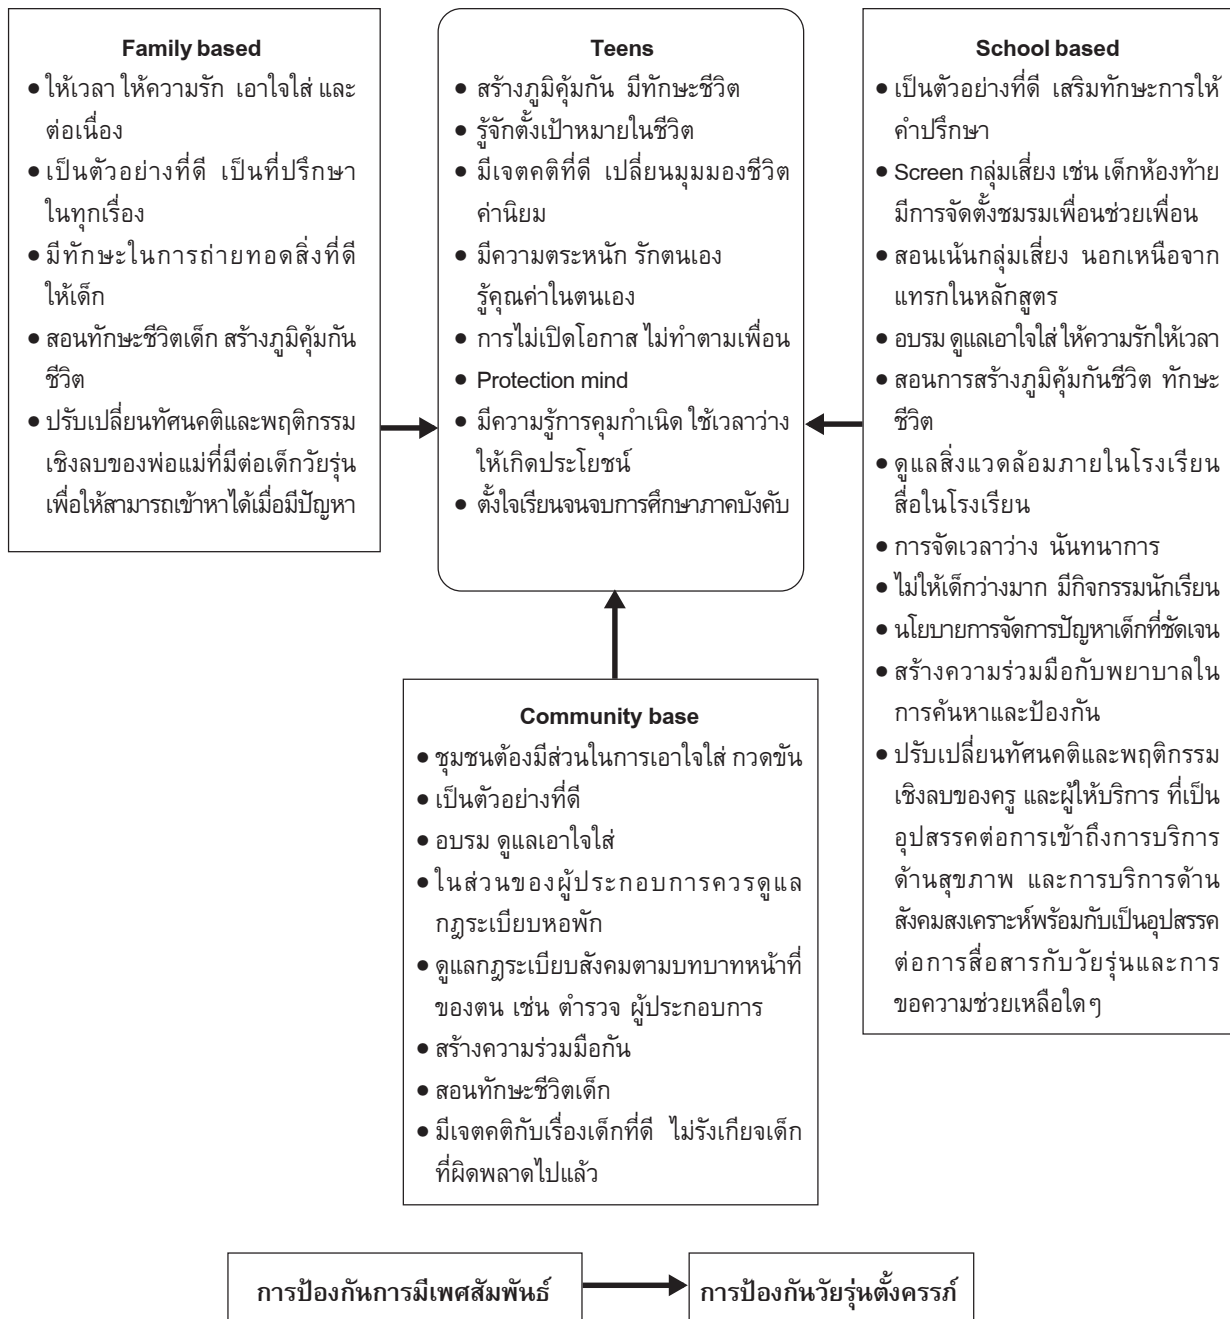 Family based
● ให้เวลา ให้ความรัก เอาใจใส่ และ
ต่อเนื่อง
● เป็นตัวอย่างที่ดี เป็นที่ปรึกษา
ในทุกเรื่อง
● มีทักษะในการถ่ายทอดสิ่งที่ดี
ให้เด็ก
● สอนทักษะชีวิตเด็ก สร้างภูมิคุ้มกัน
ชีวิต
● ปรับเปลี่ยนทัศนคติและพฤติกรรม
เชิงลบของพ่อแม่ที่มีต่อเด็กวัยรุ่น
เพื่อให้สามารถเข้าหาได้เมื่อมีปัญหา
Teens
● สร้างภูมิคุ้มกัน มีทักษะชีวิต
● รู้จักตั้งเป้าหมายในชีวิต
● มีเจตคติที่ดี เปลี่ยนมุมมองชีวิต
ค่านิยม
● มีความตระหนัก รักตนเอง
รู้คุณค่าในตนเอง
● การไม่เปิดโอกาส ไม่ทำตามเพื่อน
● Protection mind
● มีความรู้การคุมกำเนิด ใช้เวลาว่าง
ให้เกิดประโยชน์
● ตั้งใจเรียนจนจบการศึกษาภาคบังคับ
School based
● เป็นตัวอย่างที่ดี เสริมทักษะการให้
คำปรึกษา
● Screen กลุ่มเสี่ยง เช่น เด็กห้องท้าย
มีการจัดตั้งชมรมเพื่อนช่วยเพื่อน
● สอนเน้นกลุ่มเสี่ยง นอกเหนือจาก
แทรกในหลักสูตร
● อบรม ดูแลเอาใจใส่ ให้ความรักให้เวลา
● สอนการสร้างภูมิคุ้มกันชีวิต ทักษะ
ชีวิต
● ดูแลสิ่งแวดล้อมภายในโรงเรียน
สื่อในโรงเรียน
● การจัดเวลาว่าง นันทนาการ
● ไม่ให้เด็กว่างมาก มีกิจกรรมนักเรียน
● นโยบายการจัดการปัญหาเด็กที่ชัดเจน
● สร้างความร่วมมือกับพยาบาลใน
การค้นหาและป้องกัน
● ปรับเปลี่ยนทัศนคติและพฤติกรรม
เชิงลบของครู และผู้ให้บริการ ที่เป็น
อุปสรรคต่อการเข้าถึงการบริการ
ด้านสุขภาพ และการบริการด้าน
สังคมสงเคราะห์พร้อมกับเป็นอุปสรรค
ต่อการสื่อสารกับวัยรุ่นและการ
ขอความช่วยเหลือใดๆ
Community base
● ชุมชนต้องมีส่วนในการเอาใจใส่ กวดขัน
● เป็นตัวอย่างที่ดี
● อบรม ดูแลเอาใจใส่
● ในส่วนของผู้ประกอบการควรดูแล
กฎระเบียบหอพัก
● ดูแลกฎระเบียบสังคมตามบทบาทหน้าที่
ของตน เช่น ตำรวจ ผู้ประกอบการ
● สร้างความร่วมมือกัน
● สอนทักษะชีวิตเด็ก
● มีเจตคติกับเรื่องเด็กที่ดี ไม่รังเกียจเด็ก
ที่ผิดพลาดไปแล้ว
การป้องกันการมีเพศสัมพันธ์
การป้องกันวัยรุ่นตั้งครรภ์